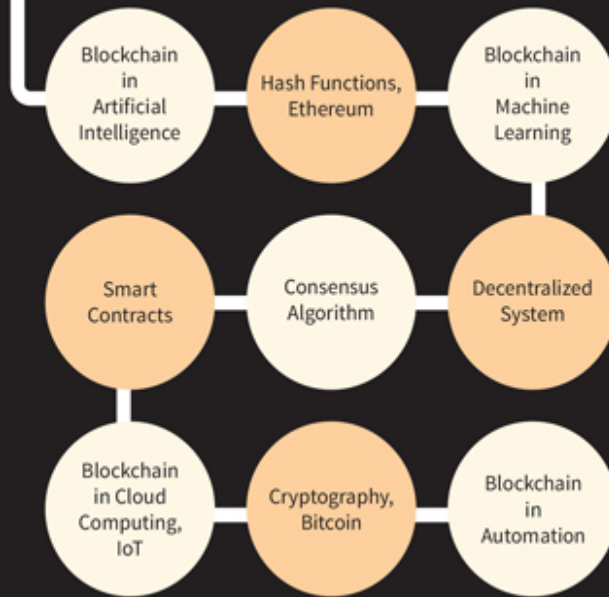 Blockchain
in
Artificial
Intelligence
Hash Functions,
Ethereum
Blockchain
in
Machine
Learning
Smart
Contracts
Consensus
Algorithm
Decentralized
System
Blockchain
in Cloud
Computing,
IoT
Cryptography,
Bitcoin
Blockchain
in
Automation